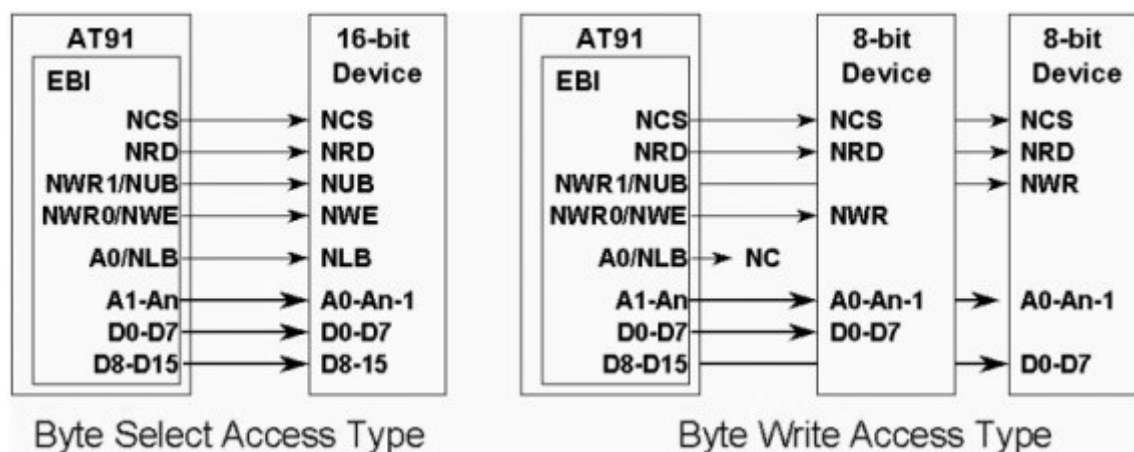 AT91
EBI
NCS
NRD
NWR1/NUB
NWR0/NWE
A0/NLB
A1-An
D0-D7
D8-D15
16-bit
Device
NCS
NRD
NUB
NWE
NLB
A0-An-1
D0-D7
D8-15
Byte Select Access Type
AT91
EBI
NCS
NRD
NWR1/NUB
NWR0/NWE
A0/NLB
A1-An
D0-D7
D8-D15
NC
8-bit
Device
NCS
NRD
NWR
A0-An-1
D0-D7
8-bit
Device
NCS
NRD
NWR
A0-An-1
D0-D7
Byte Write Access Type